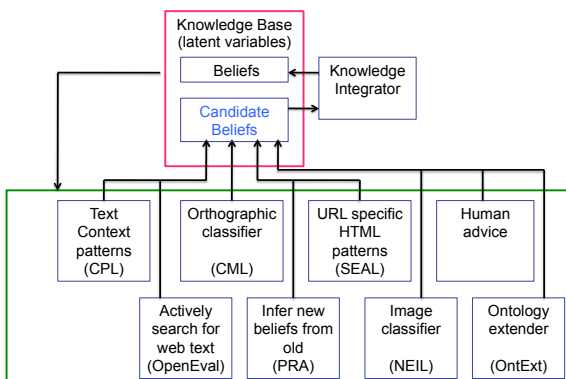 Knowledge Base
(latent variables)
Beliefs
Knowledge
Integrator
Candidate
Beliefs
Text
Context
patterns
(CPL)
Orthographic
classifier
(CML)
URL specific
HTML
patterns
(SEAL)
Human
advice
Actively
search for
web text
(OpenEval)
Infer new
beliefs from
old
(PRA)
Image
classifier
(NEIL)
Ontology
extender
(OntExt)